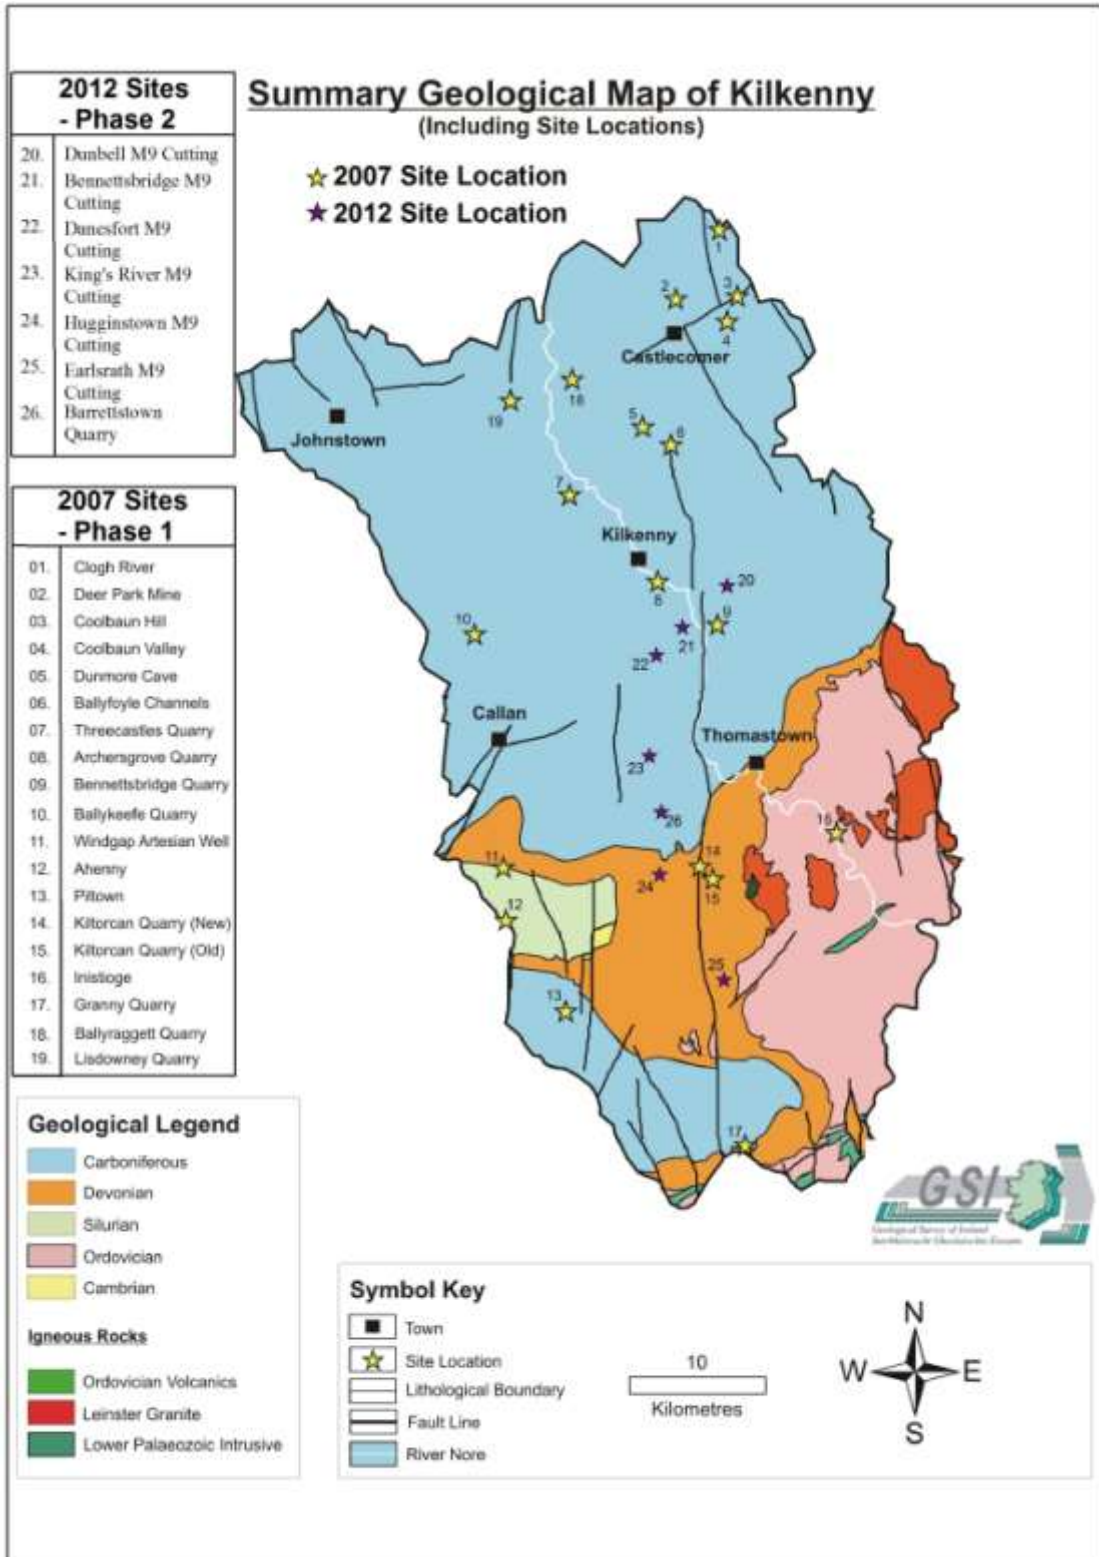 Summary Geological Map of Kilkenny
(Including Site Locations)
2007 Site Location
2012 Site Location
2012 Sites
- Phase 2
20. Dunbell M9 Cutting
21. Bennettsbridge M9
Cutting
22. Danesfort M9
Cutting
23. King's River M9
Cutting
24. Hugginstown M9
Cutting
25. Earlsrath M9
Cutting
26. Barrettstown
Quarry
2007 Sites
- Phase 1
01. Clogh River
02. Deer Park Mine
03. Coolbaun Hill
04. Coolbaun Valley
05. Dunmore Cave
06. Ballyfoyle Channels
07. Threecastles Quarry
08. Archersgrove Quarry
09. Bennettsbridge Quarry
10. Ballykeefe Quarry
11. Windgap Artesian Well
12. Ahenny
13. Piltown
14. Kiltorcan Quarry (New)
15. Kiltorcan Quarry (Old)
16. Inistioge
17. Granny Quarry
18. Ballyraggett Quarry
19. Lisdowney Quarry
1
2
3
4
Castlecomer
18
19
Johnstown
5
6
7
Kilkenny
8
20
9
10
21
22
Callan
Thomastown
23
26
16
11
14
24
15
12
25
13
17
Geological Legend
Carboniferous
Devonian
Silurian
Ordovician
Cambrian
Igneous Rocks
Ordovician Volcanics
Leinster Granite
Lower Palaeozoic Intrusive
Symbol Key
Town
Site Location
Lithological Boundary
Fault Line
River Nore
10
Kilometres
N
W
E
S
GSI
Geological Survey of Ireland